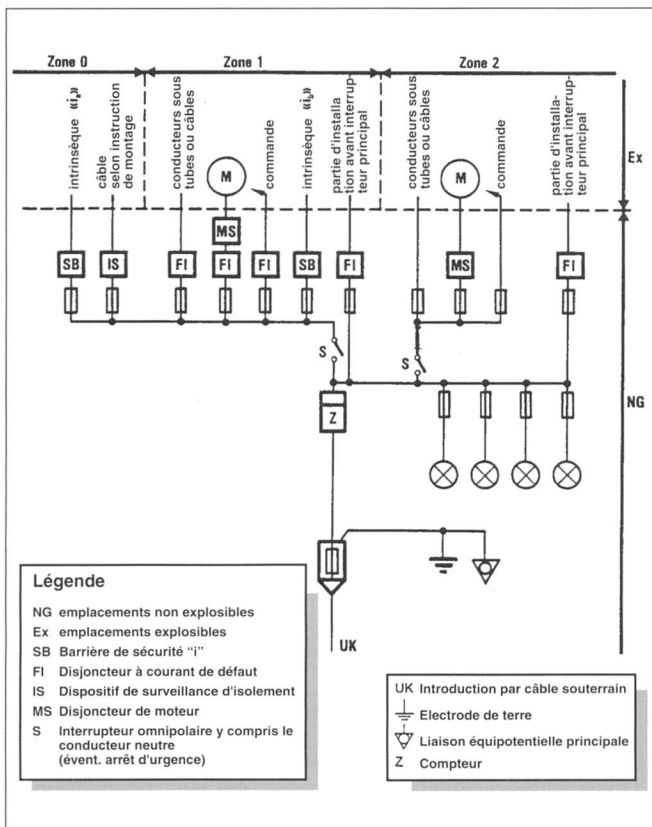 Zone 0
Zone 1
Zone 2
intrinsèque «ia»
câble
selon instruction
de montage
conducteurs sous
tubes ou câbles
M
commande
intrinsèque «ib»
partie d'installa
tion avant interrup-
teur principal
conducteurs sous
tubes ou câbles
M
commande
partie d'installa-
tion avant interrup-
teur principal
Ex
MS
SB
IS
FI
FI
FI
SB
FI
MS
FI
S
S
NG
Z
UK
Légende
NG emplacements non explosibles
Ex emplacements explosibles
SB Barrière de sécurité "i"
FI Disjoncteur à courant de défaut
IS Dispositif de surveillance d'isolement
MS Disjoncteur de moteur
S Interrupteur omnipolaire y compris le
conducteur neutre
(évent. arrêt d'urgence)
UK Introduction par câble souterrain
Electrode de terre
Liaison équipotentielle principale
Z Compteur